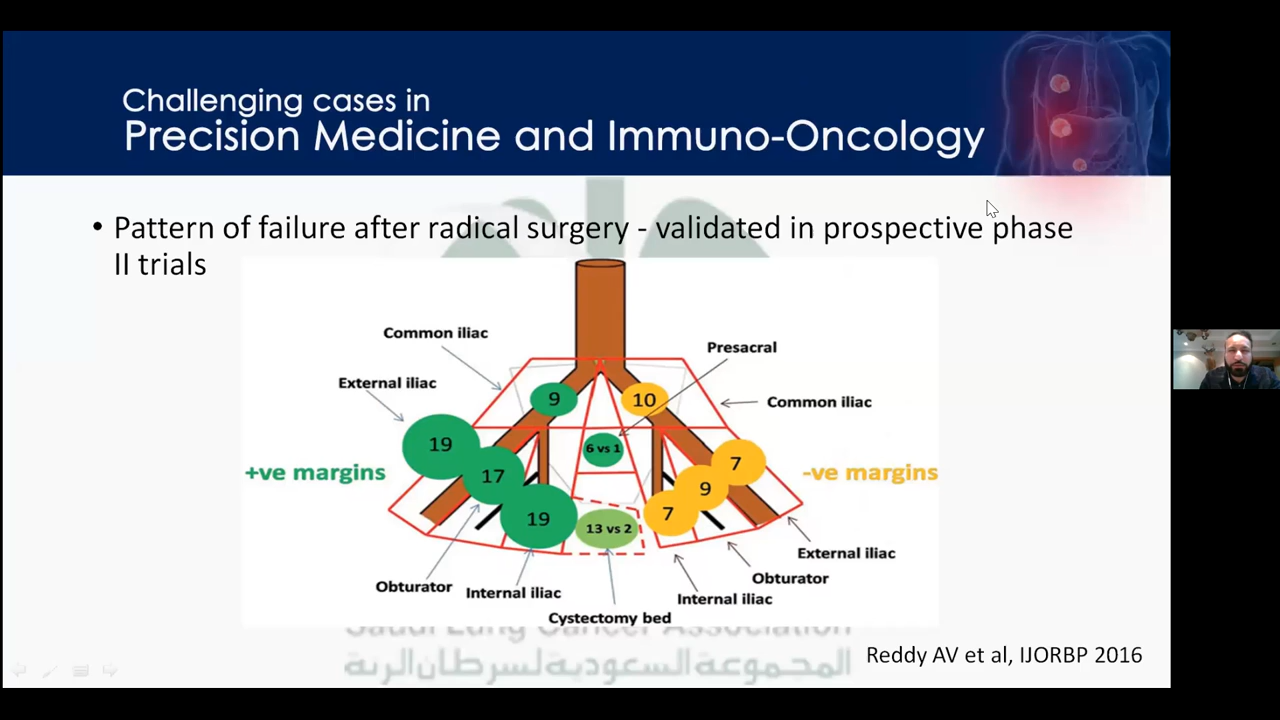 Challenging cases in
Precision Medicine and Immuno-Oncology
• Pattern of failure after radical surgery - validated in prospective phase
II trials
Common iliac
Presacral
External iliac
Common iliac
9
10
19
6 vs 1
7
+ve margins
17
9
-ve margins
19
13 vs 2
7
External iliac
Obturator
Internal iliac
Obturator
Internal iliac
Cystectomy bed
Saudi Lung Cancer Association
المجموعة السعودية لسرطان الرية
Reddy AV et al, IJORBP 2016